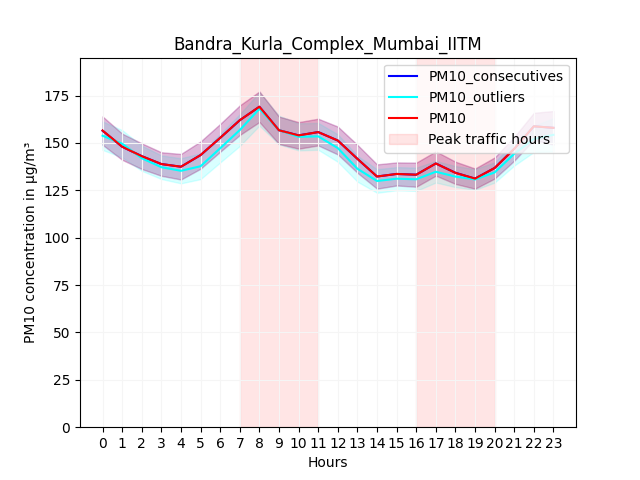 Bandra_Kurla_Complex_Mumbai_IITM
PM10_consecutives
PM10_outliers
PM10
Peak traffic hours
PM10 concentration in µg/m³
175
150
125
100
75
50
25
0
0 1 2 3 4 5 6 7 8 9 10 11 12 13 14 15 16 17 18 19 20 21 22 23
Hours